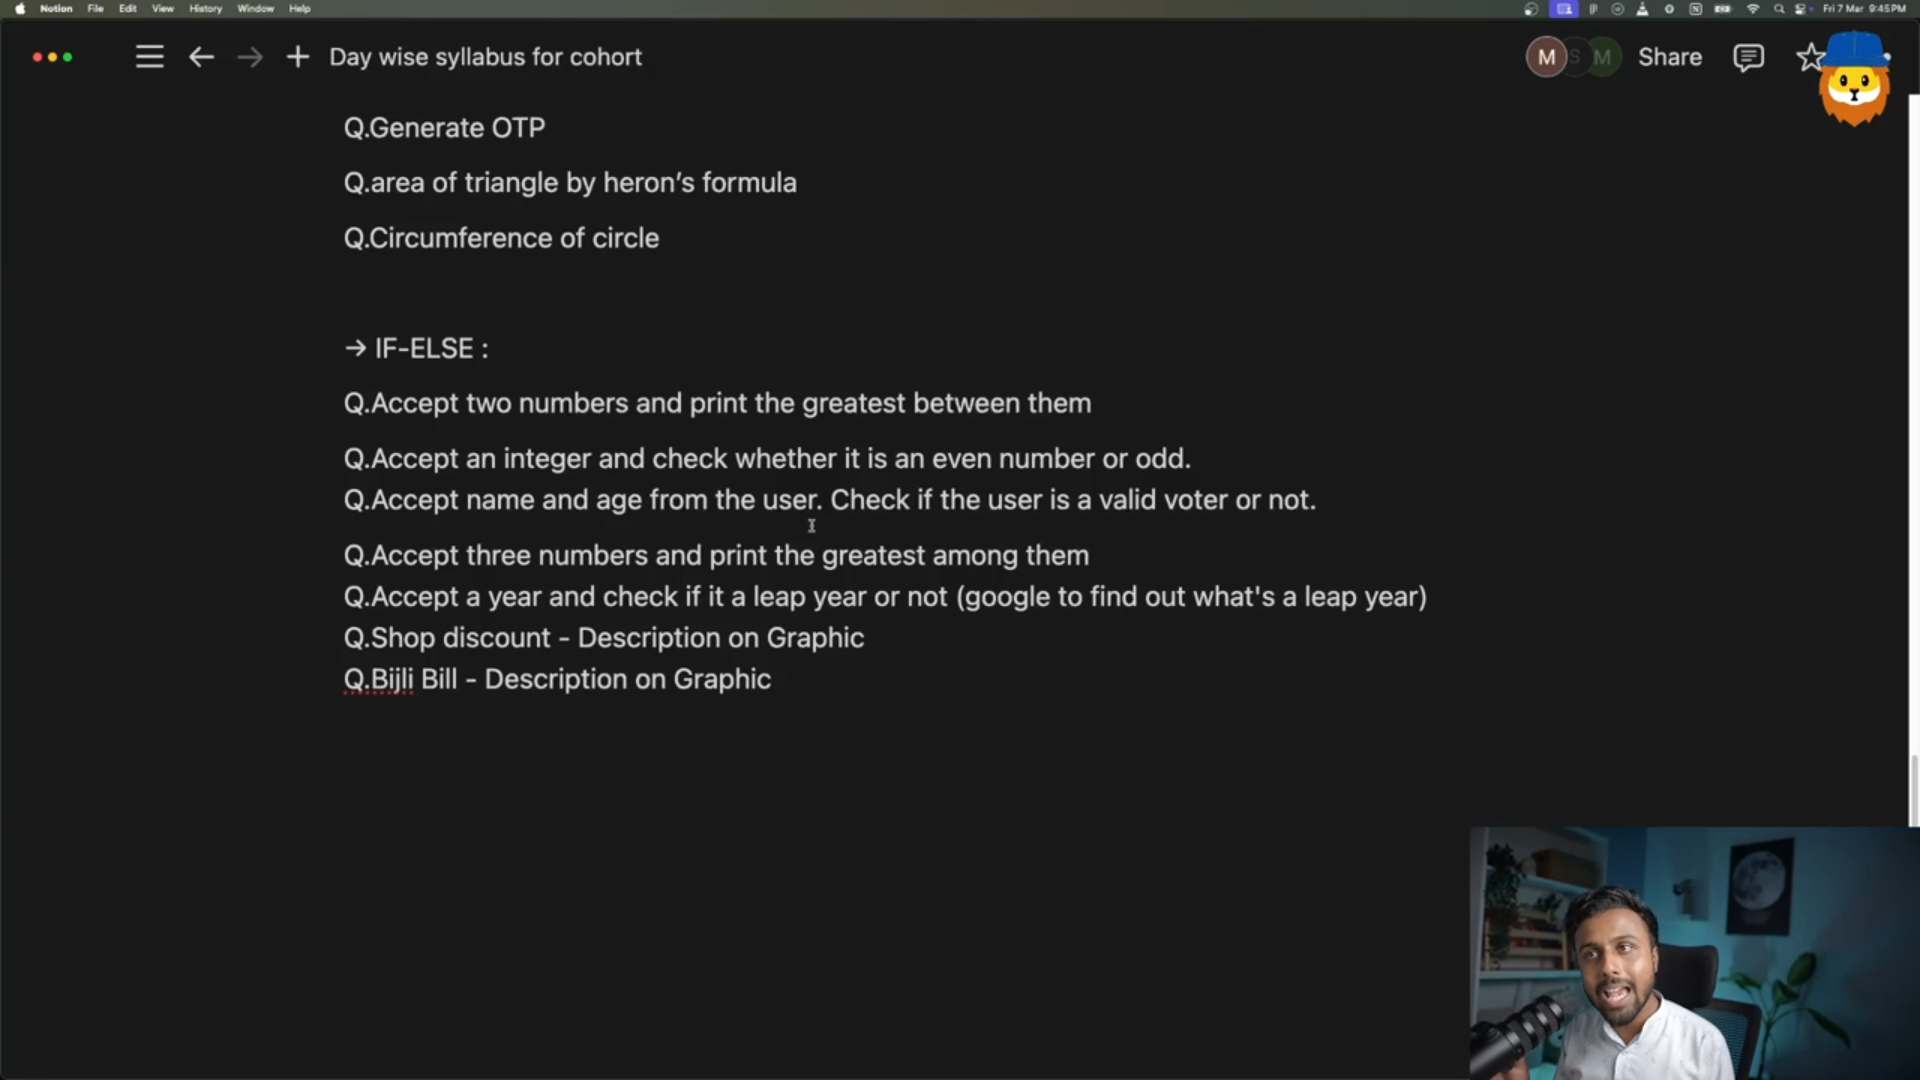 Notion File Edit View History Window Help Fri 7 Mar 9:45 PM
Day wise syllabus for cohort M S M Share
Q.Generate OTP
Q.area of triangle by heron’s formula
Q.Circumference of circle
→ IF-ELSE :
Q.Accept two numbers and print the greatest between them
Q.Accept an integer and check whether it is an even number or odd.
Q.Accept name and age from the user. Check if the user is a valid voter or not.
Q.Accept three numbers and print the greatest among them
Q.Accept a year and check if it a leap year or not (google to find out what's a leap year)
Q.Shop discount - Description on Graphic
Q.Bijli Bill - Description on Graphic